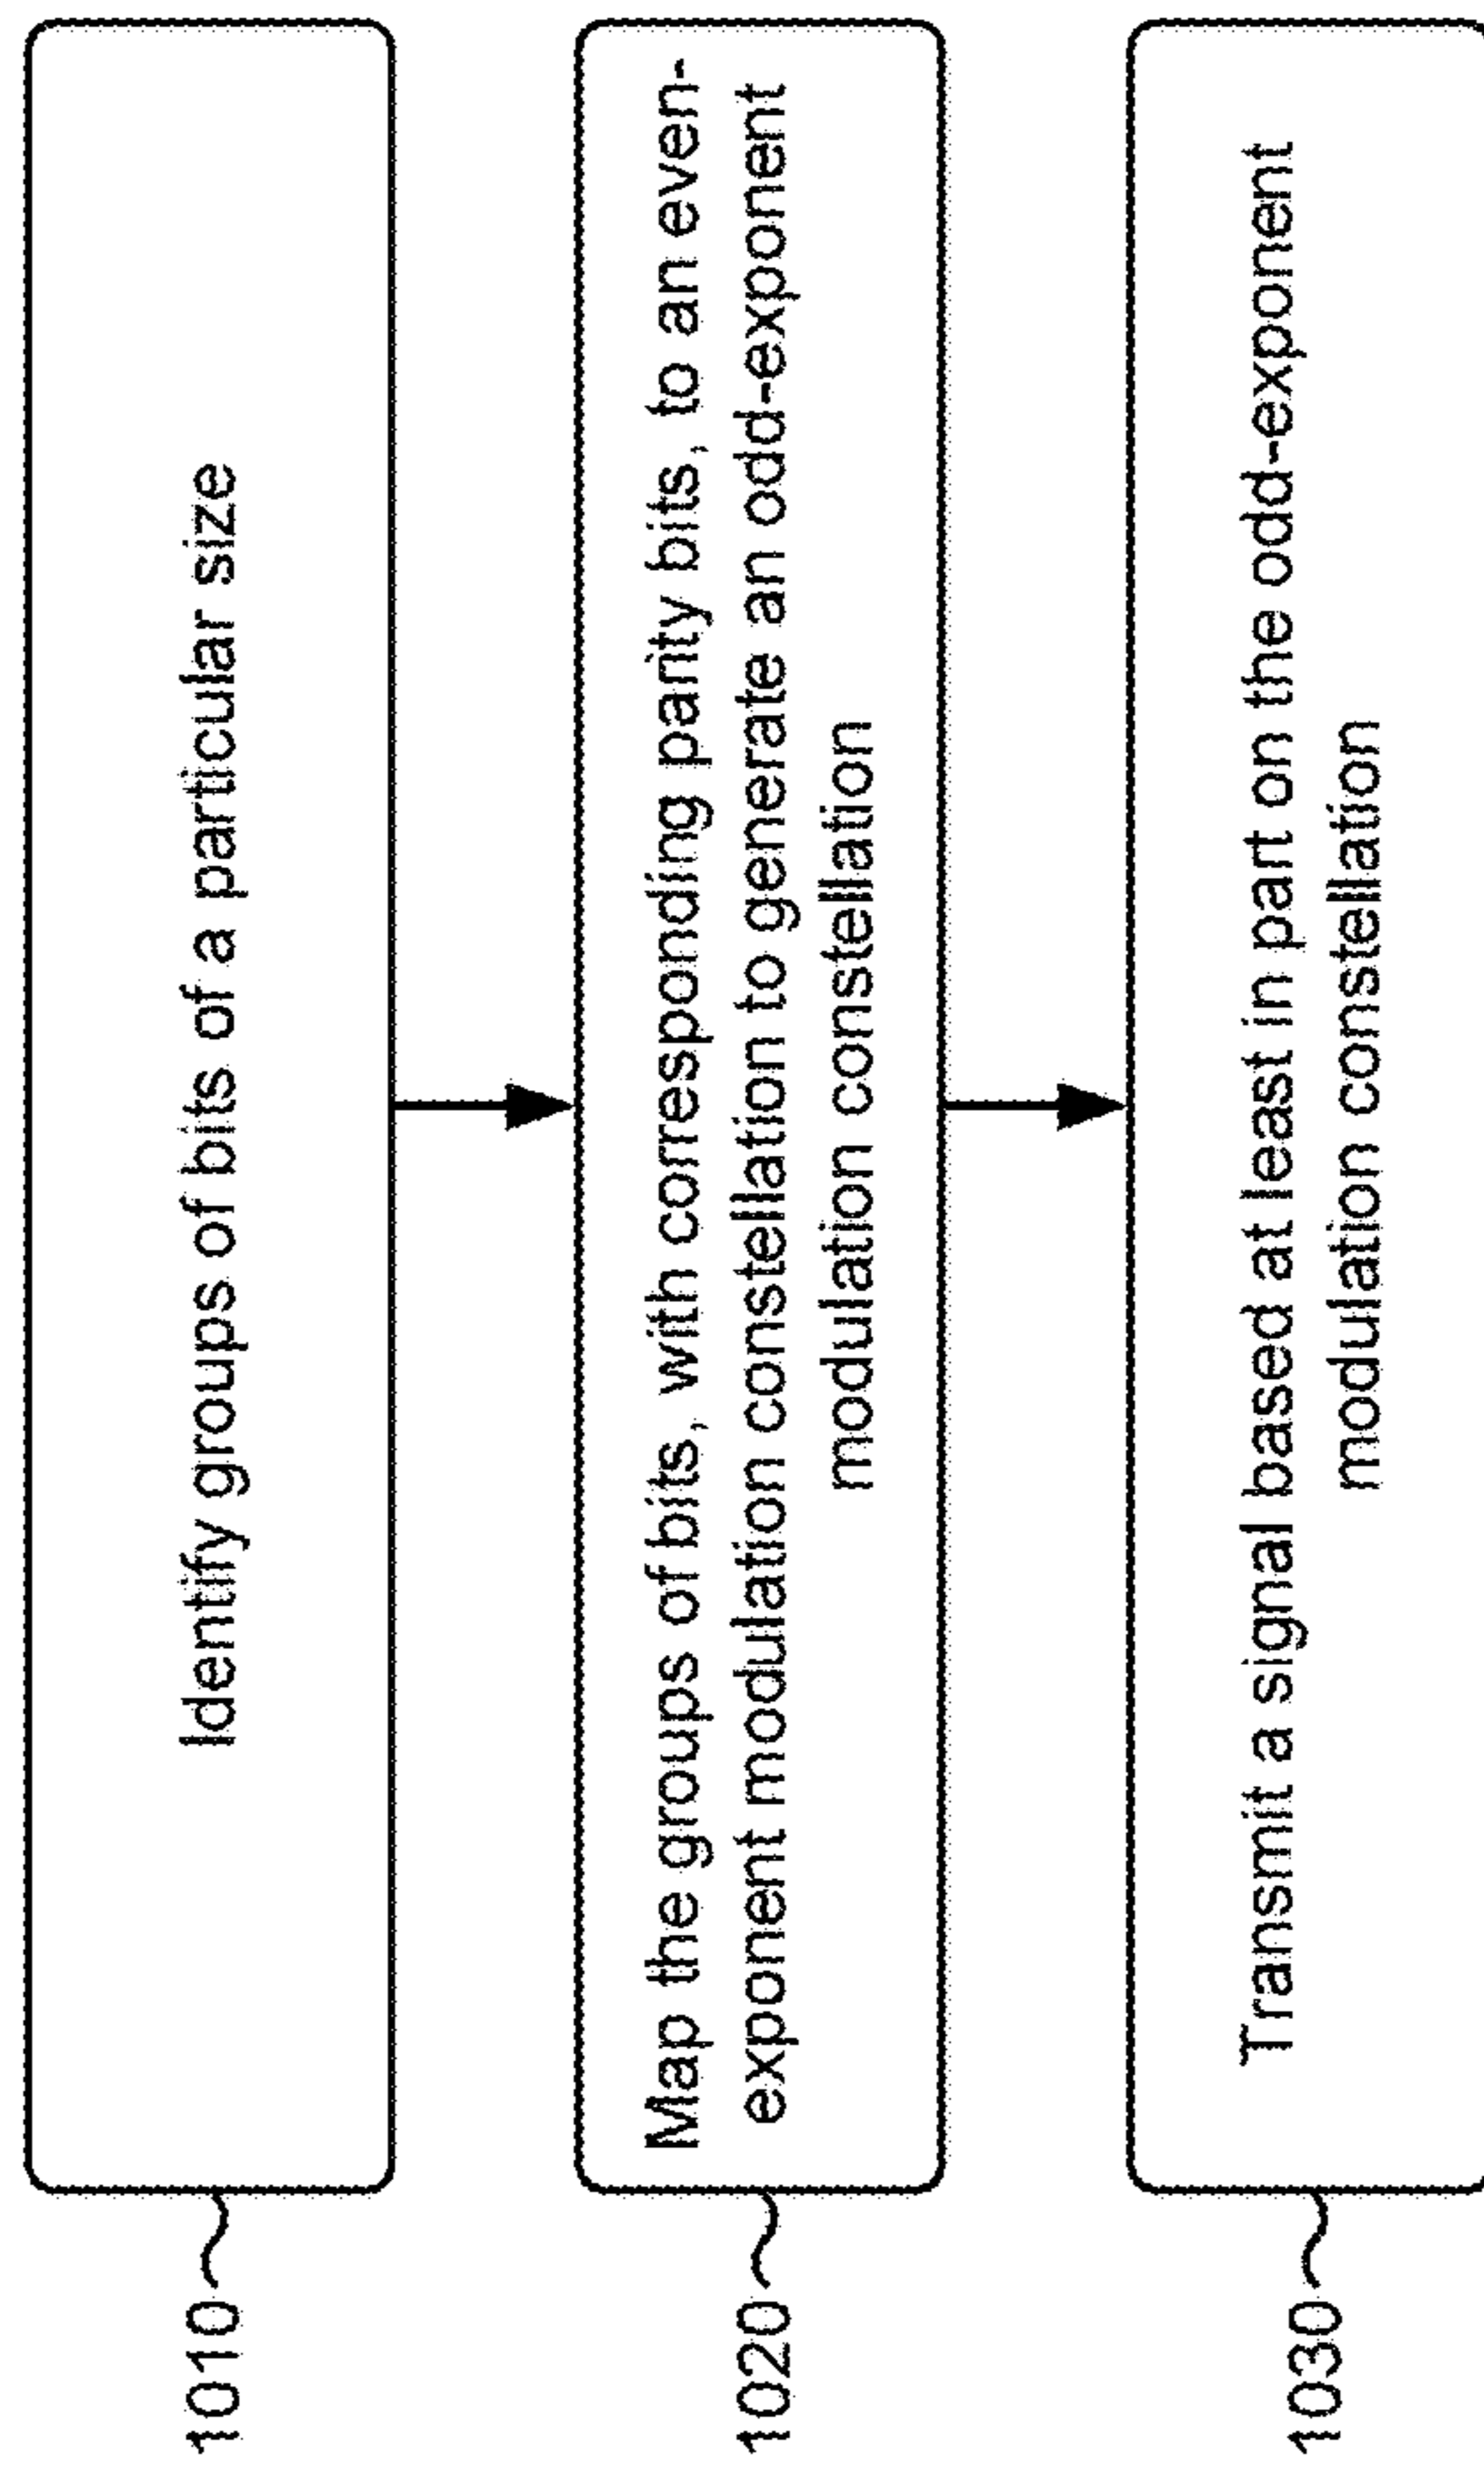 1010
Identify groups of bits of a particular size
1020
Map the groups of bits, with corresponding parity bits, to an even-
exponent modulation constellation to generate an odd-exponent
modulation constellation
1030
Transmit a signal based at least in part on the odd-exponent
modulation constellation